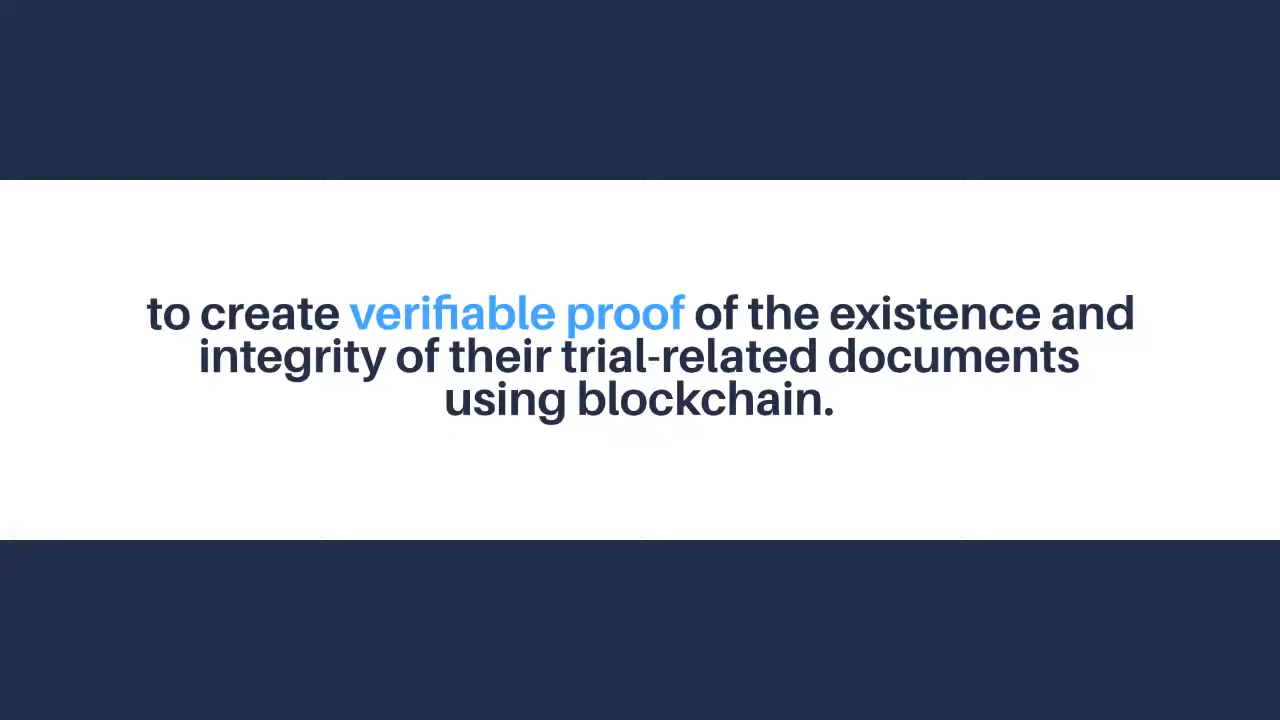 to create verifiable proof of the existence and
integrity of their trial-related documents
using blockchain.